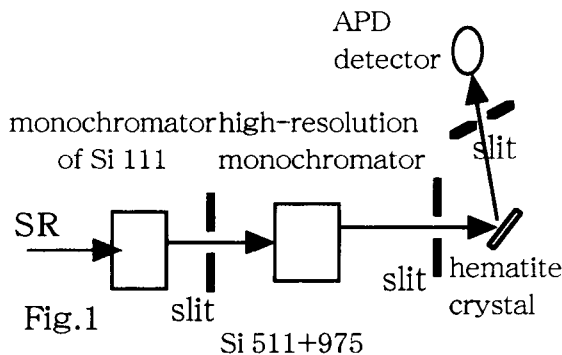 APD
detector
monochromator high-resolution
of Si 111 monochromator
slit
SR
slit
slit
hematite
crystal
Fig.1
Si 511+975